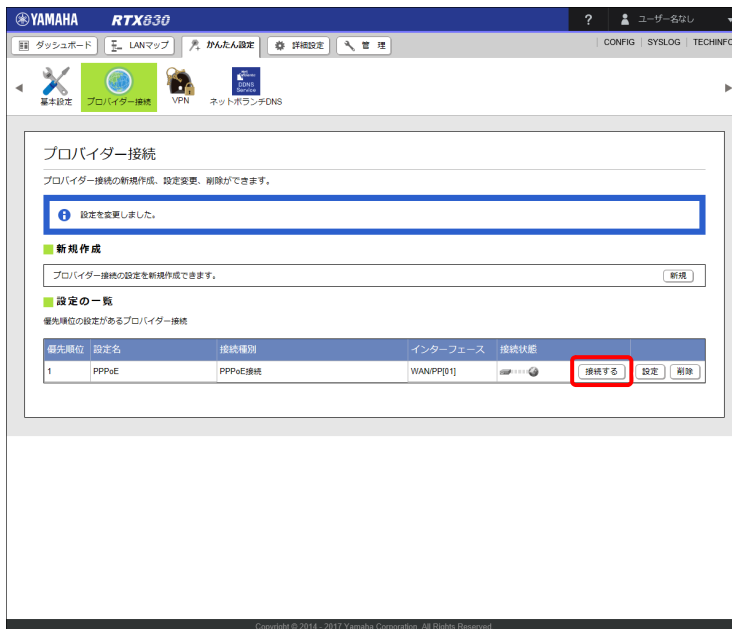 YAMAHA RTX830 ? ユーザー名なし
ダッシュボード LANマップ かんたん設定 詳細設定 管 理 CONFIG SYSLOG TECHINFO
基本設定 プロバイダー接続 VPN DDNS Service ネットボランチDNS
プロバイダー接続
プロバイダー接続の新規作成、設定変更、削除ができます。
設定を変更しました。
新規作成
プロバイダー接続の設定を新規作成できます。 新規
設定の一覧
優先順位の設定があるプロバイダー接続
優先順位 設定名 接続種別 インターフェース 接続状態
1 PPPoE PPPoE接続 WAN/PP[01] 接続する 設定 削除
Copyright © 2014 - 2017 Yamaha Corporation. All Rights Reserved.